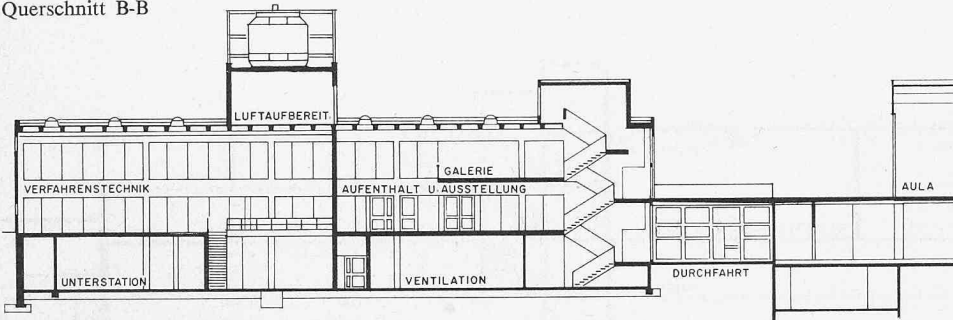 Querschnitt B-B
LUFTAUFBEREIT.
GALERIE
VERFAHRENSTECHNIK
AUFENTHALT U. AUSSTELLUNG
AULA
UNTERSTATION
VENTILATION
DURCHFAHRT